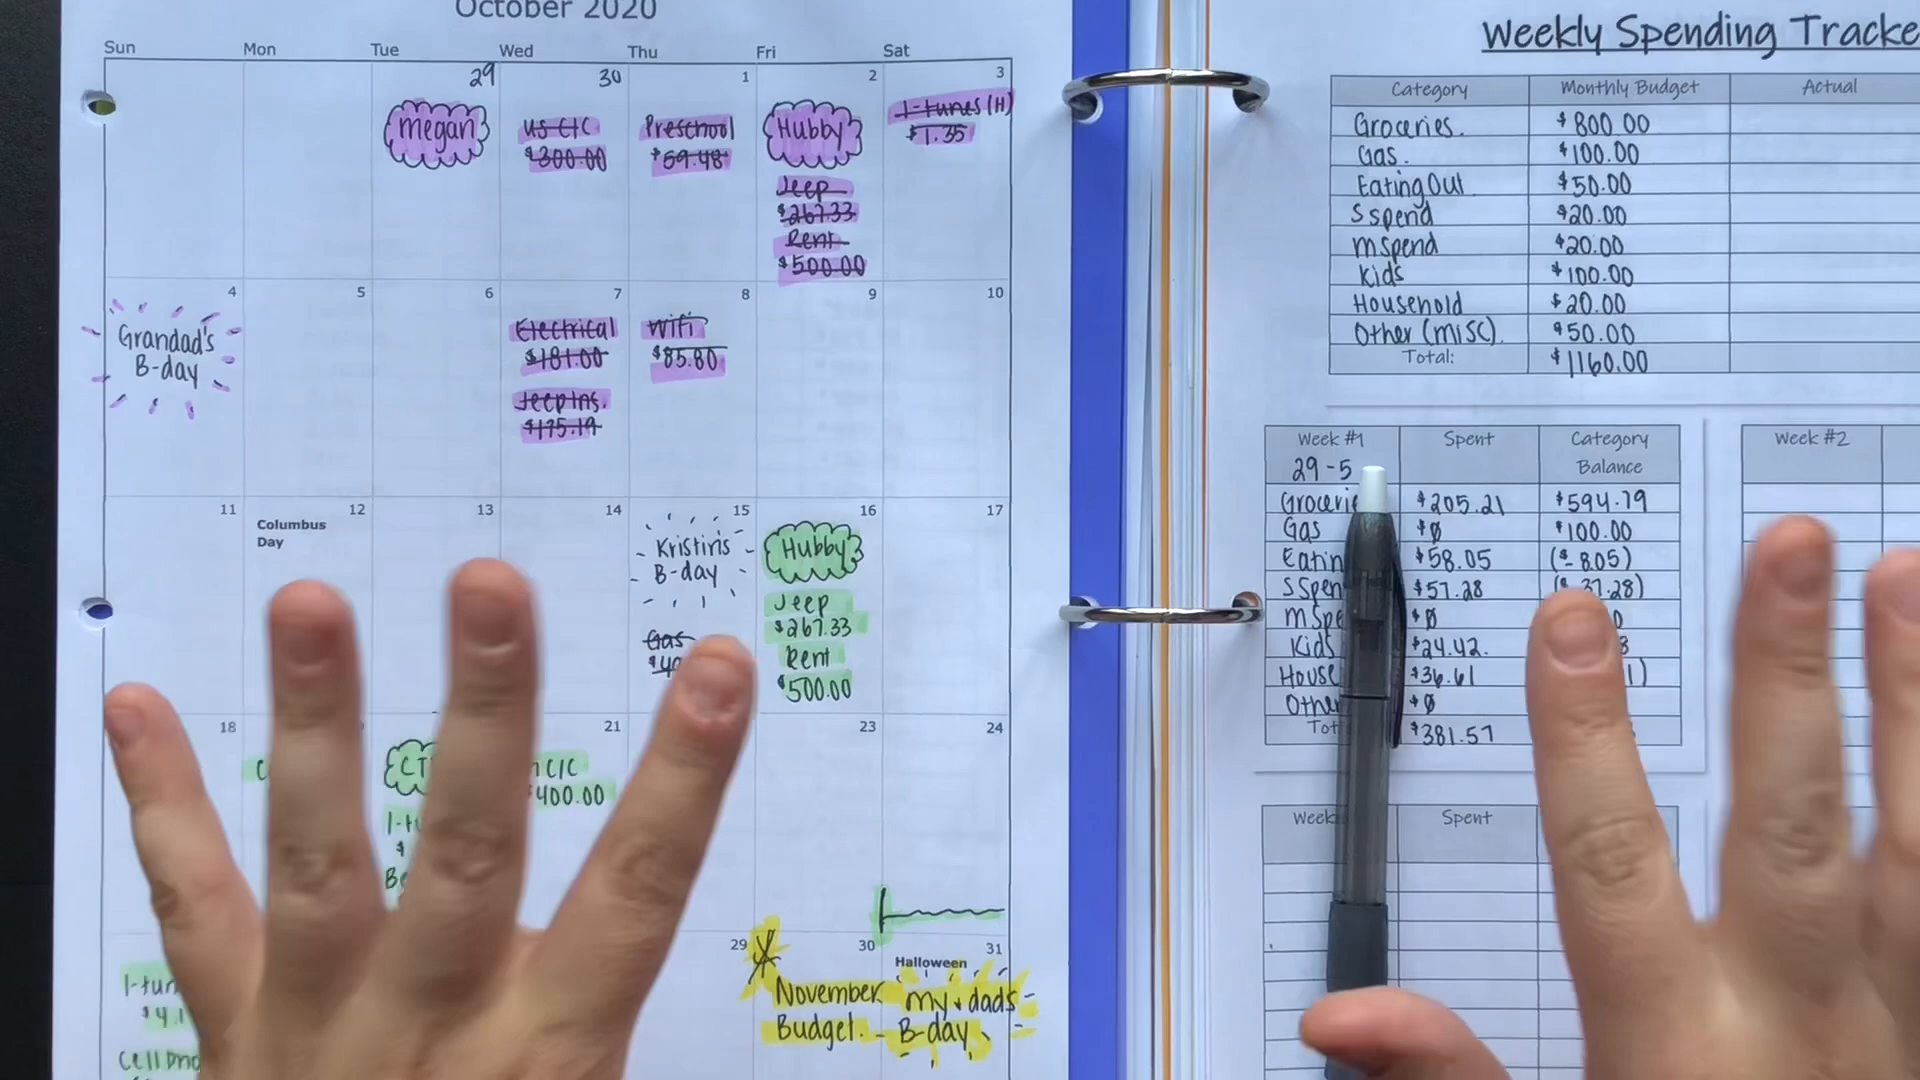 October 2020
Sun Mon Tue Wed Thu Fri Sat
29 30 1 2 3
Megan
US C/C
$300.00
Preschool
$59.48
Hubby
Jeep
$267.33
Rent
$500.00
I-tunes (H)
$1.35
4 5 6 7 8 9 10
Grandad's
B-day
Electrical
$181.00
Jeep Ins.
$175.19
Wifi
$85.80
11 12 13 14 15 16 17
Columbus
Day
Kristin's
B-day
Gas
Hubby
Jeep
$267.33
Rent
$500.00
18 21 23 24
C/C
$400.00
29 30 31
Halloween
November
Budget
my + dads
B-day
Weekly Spending
Category Monthly Budget Actual
Groceries. $800.00
Gas. $100.00
Eating Out $50.00
S spend $20.00
M spend $20.00
Kids $100.00
Household $20.00
Other (misc). $50.00
Total: $1160.00
Week #1 Spent Category
Balance
29-5
$205.21 $594.79
Gas $0 $100.00
$58.05 ($-8.05)
$57.28
$0
Kids $24.42.
$36.61
$0
$381.57
Week #2
Spent